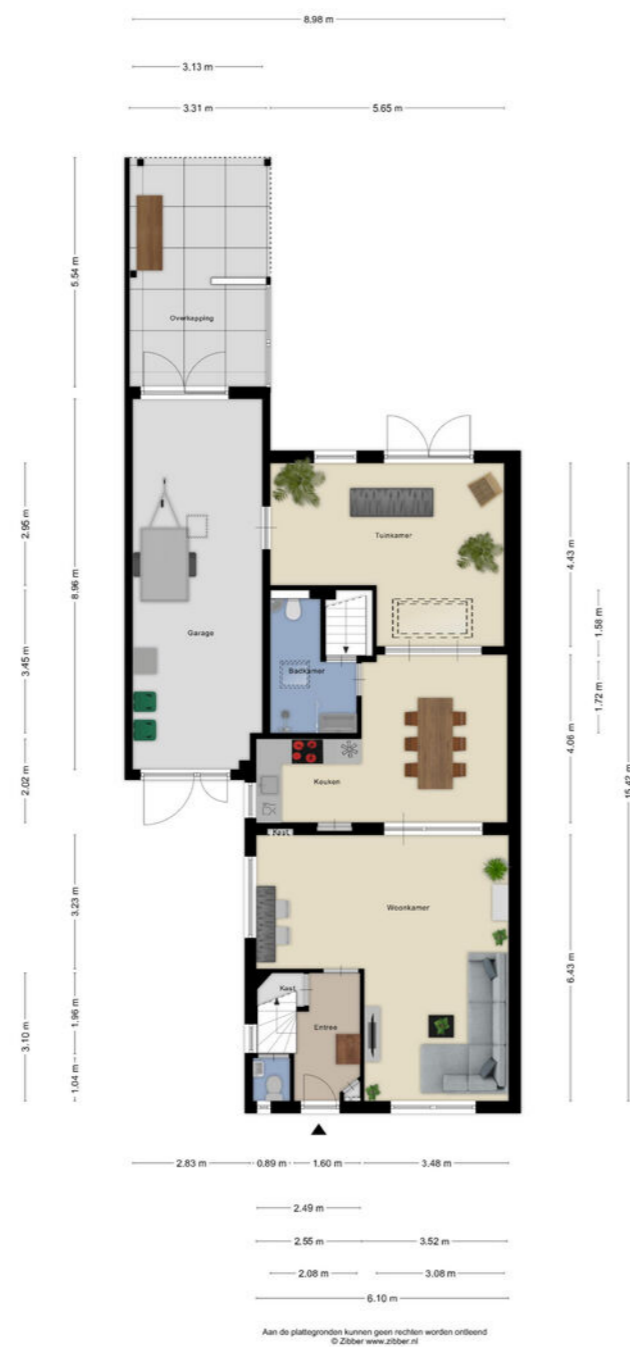 8.98 m
3.13 m
3.31 m
5.65 m
5.54 m
Overkapping
8.96 m
2.95 m
3.45 m
2.02 m
Tuinkamer
4.43 m
1.58 m
1.72 m
4.06 m
15.42 m
Garage
Badkamer
Keuken
Kast
Woonkamer
3.23 m
6.43 m
Kast
Entree
3.10 m
1.96 m
1.04 m
2.83 m
0.89 m
1.60 m
3.48 m
2.49 m
2.55 m
3.52 m
2.08 m
3.08 m
6.10 m
Aan de plattegronden kunnen geen rechten worden ontleend
© Zibber www.zibber.nl